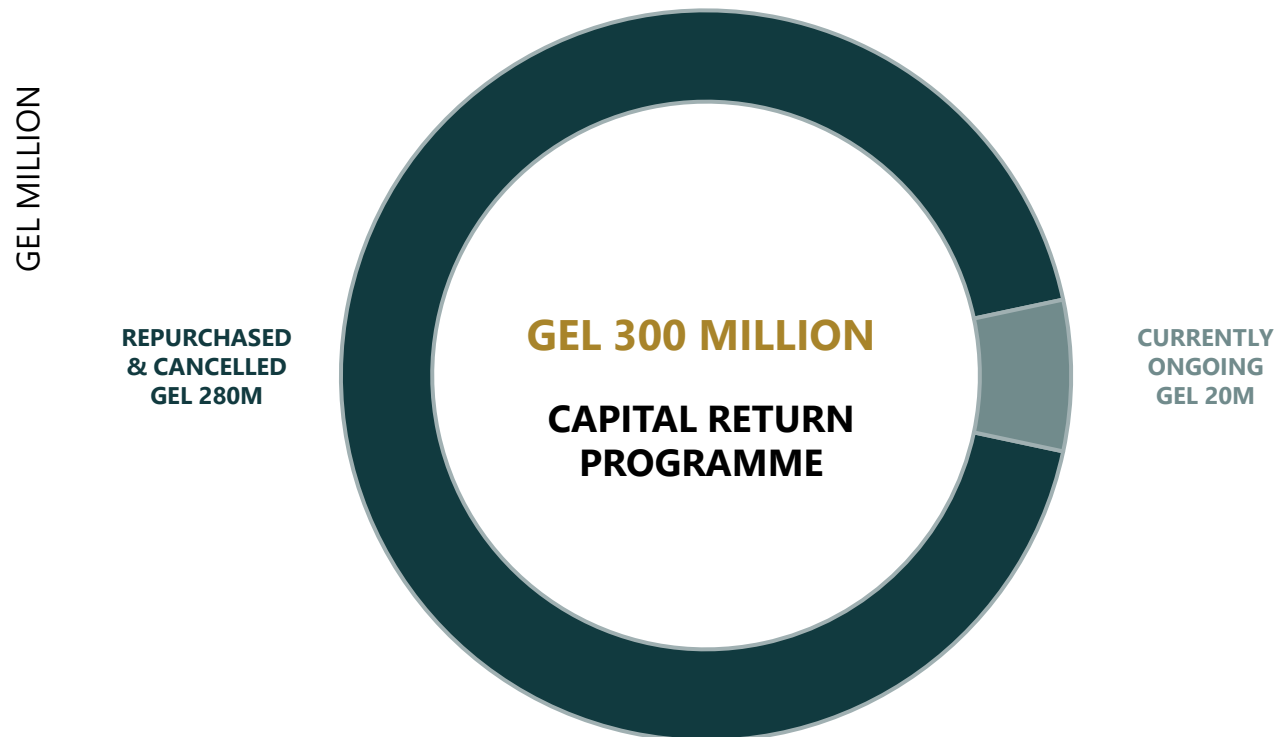 GEL MILLION
REPURCHASED
& CANCELLED
GEL 280M
GEL 300 MILLION
CAPITAL RETURN
PROGRAMME
CURRENTLY
ONGOING
GEL 20M